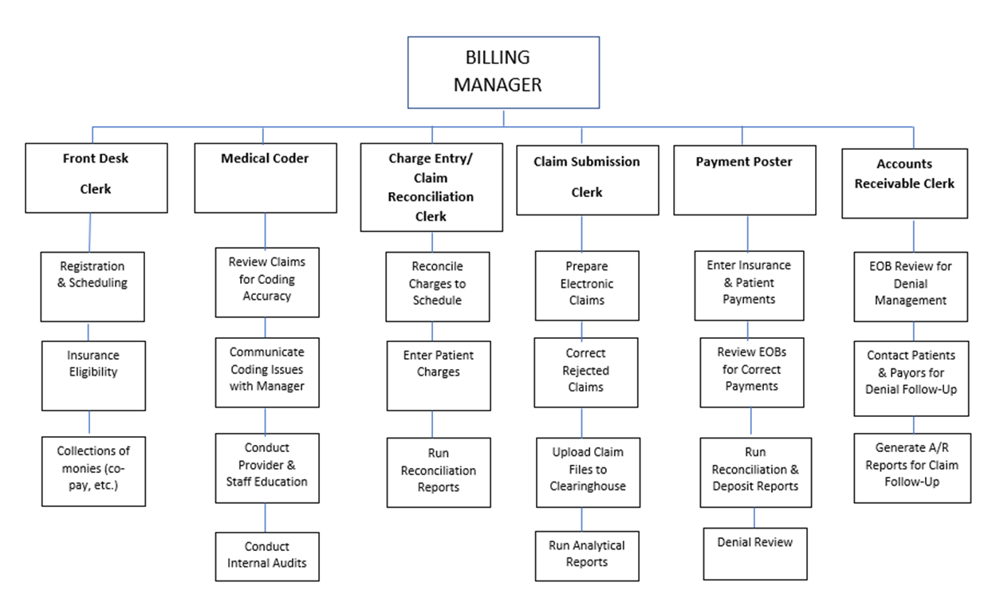 BILLING
MANAGER
Front Desk
Clerk
Medical Coder
Charge Entry/
Claim
Reconciliation
Clerk
Claim Submission
Clerk
Payment Poster
Accounts
Receivable Clerk
Registration
& Scheduling
Insurance
Eligibility
Collections of
monies (co-
pay, etc.)
Review Claims
for Coding
Accuracy
Communicate
Coding Issues
with Manager
Conduct
Provider &
Staff Education
Conduct
Internal Audits
Reconcile
Charges to
Schedule
Enter Patient
Charges
Run
Reconciliation
Reports
Prepare
Electronic
Claims
Correct
Rejected
Claims
Upload Claim
Files to
Clearinghouse
Run Analytical
Reports
Enter Insurance
& Patient
Payments
Review EOBs
for Correct
Payments
Run
Reconciliation &
Deposit Reports
Denial Review
EOB Review for
Denial
Management
Contact Patients
& Payors for
Denial Follow-Up
Generate A/R
Reports for Claim
Follow-Up